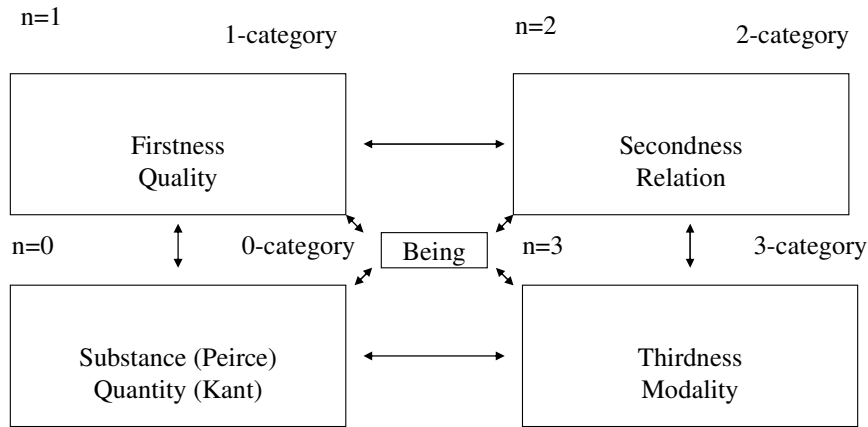 n=1
1-category
n=2
2-category
Firstness
Quality
Secondness
Relation
n=0
0-category
Being
n=3
3-category
Substance (Peirce)
Quantity (Kant)
Thirdness
Modality